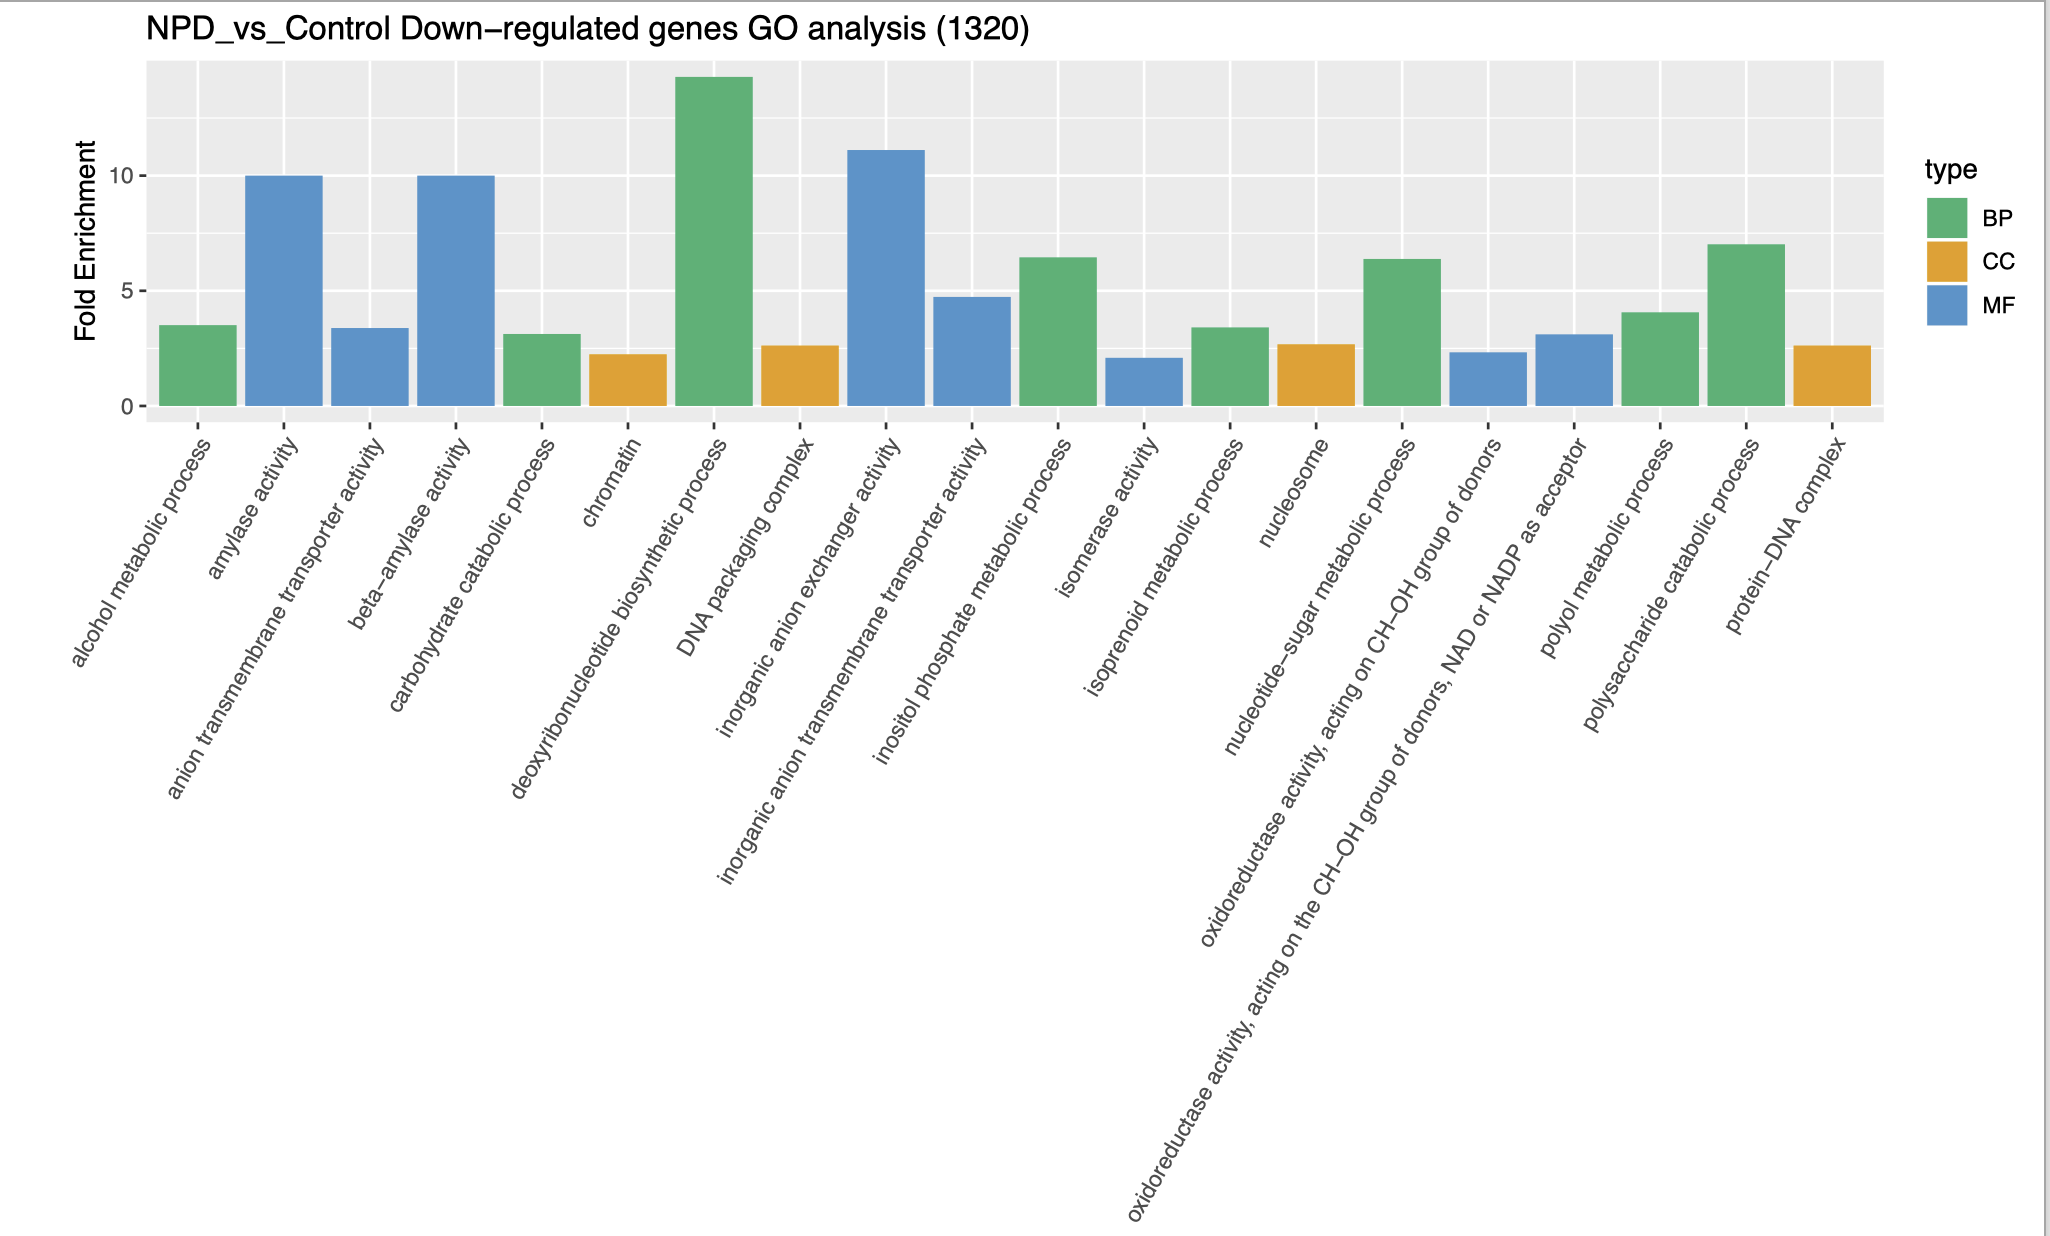 NPD_vs_Control Down−regulated genes GO analysis (1320)
Fold Enrichment
10
5
0
alcohol metabolic process
amylase activity
anion transmembrane transporter activity
beta−amylase activity
carbohydrate catabolic process
chromatin
deoxyribonucleotide biosynthetic process
DNA packaging complex
inorganic anion exchanger activity
inorganic anion transmembrane transporter activity
inositol phosphate metabolic process
isomerase activity
isoprenoid metabolic process
nucleosome
nucleotide−sugar metabolic process
oxidoreductase activity, acting on CH−OH group of donors
oxidoreductase activity, acting on the CH−OH group of donors, NAD or NADP as acceptor
polyol metabolic process
polysaccharide catabolic process
protein−DNA complex
type
BP
CC
MF